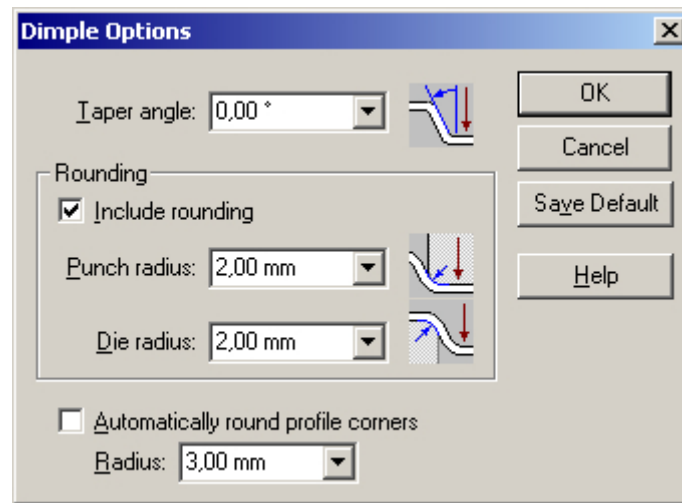 Dimple Options
Taper angle: 0,00 °
OK
Cancel
Save Default
Help
Rounding
Include rounding
Punch radius: 2,00 mm
Die radius: 2,00 mm
Automatically round profile corners
Radius: 3,00 mm